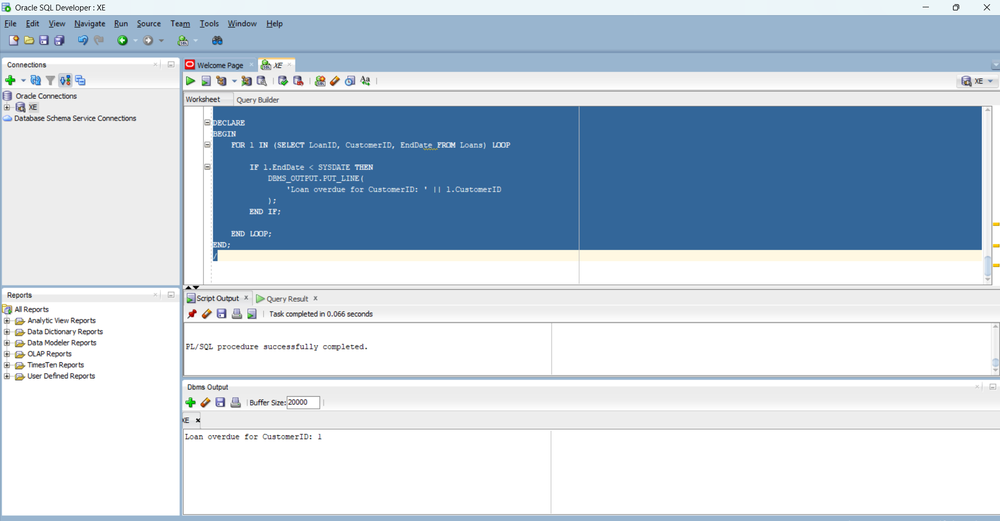 Oracle SQL Developer : XE
File Edit View Navigate Run Source Team Tools Window Help
Connections
Oracle Connections
XE
Database Schema Service Connections
Reports
All Reports
Analytic View Reports
Data Dictionary Reports
Data Modeler Reports
OLAP Reports
TimesTen Reports
User Defined Reports
Welcome Page XE
XE
Worksheet Query Builder
DECLARE
BEGIN
FOR l IN (SELECT LoanID, CustomerID, EndDate FROM Loans) LOOP
IF l.EndDate < SYSDATE THEN
DBMS_OUTPUT.PUT_LINE(
'Loan overdue for CustomerID: ' || l.CustomerID
);
END IF;
END LOOP;
END;
/
Script Output Query Result
Task completed in 0.066 seconds
PL/SQL procedure successfully completed.
Dbms Output
Buffer Size: 20000
XE
Loan overdue for CustomerID: 1